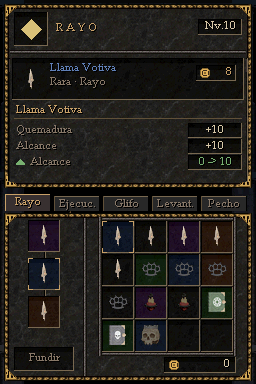 RAYO
Nv.10
Llama Votiva
8
Rara · Rayo
Llama Votiva
Quemadura +10
Alcance +10
Alcance 0 -> 10
Rayo Ejecuc. Glifo Levant. Pecho
Fundir
0